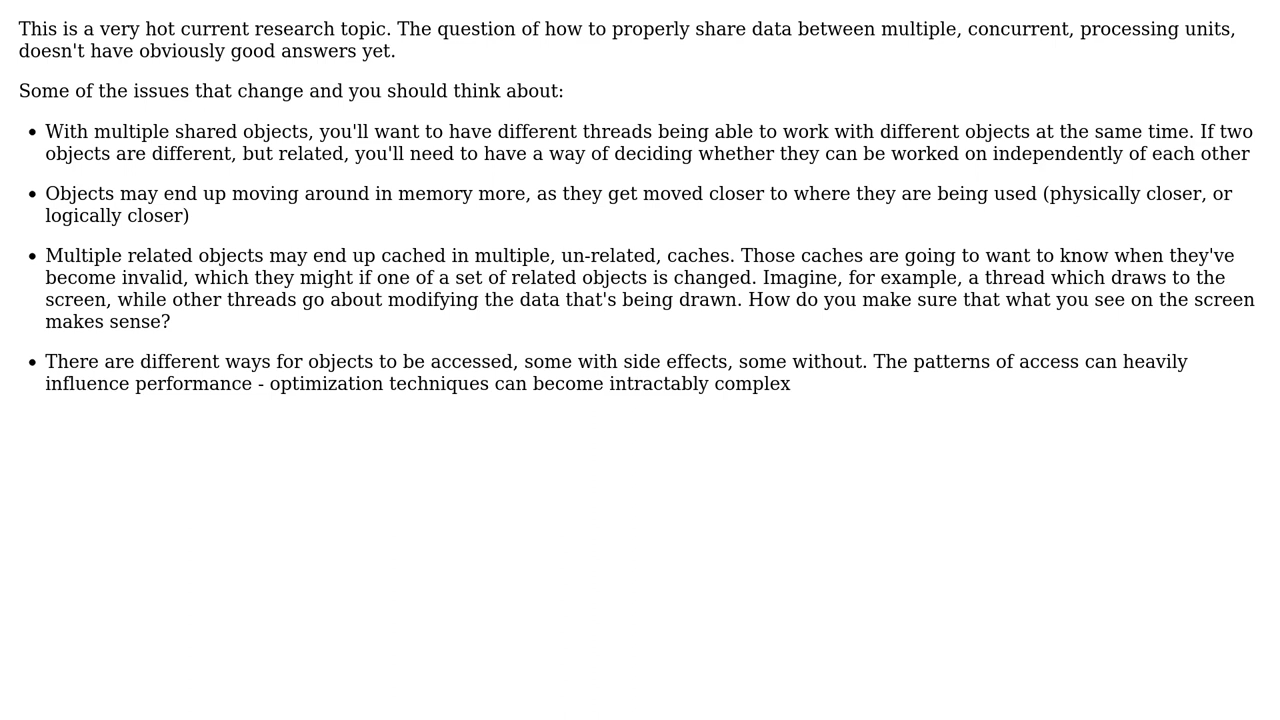 This is a very hot current research topic. The question of how to properly share data between multiple, concurrent, processing units,
doesn't have obviously good answers yet.
Some of the issues that change and you should think about:
• With multiple shared objects, you'll want to have different threads being able to work with different objects at the same time. If two
objects are different, but related, you'll need to have a way of deciding whether they can be worked on independently of each other
• Objects may end up moving around in memory more, as they get moved closer to where they are being used (physically closer, or
logically closer)
• Multiple related objects may end up cached in multiple, un-related, caches. Those caches are going to want to know when they've
become invalid, which they might if one of a set of related objects is changed. Imagine, for example, a thread which draws to the
screen, while other threads go about modifying the data that's being drawn. How do you make sure that what you see on the screen
makes sense?
• There are different ways for objects to be accessed, some with side effects, some without. The patterns of access can heavily
influence performance - optimization techniques can become intractably complex